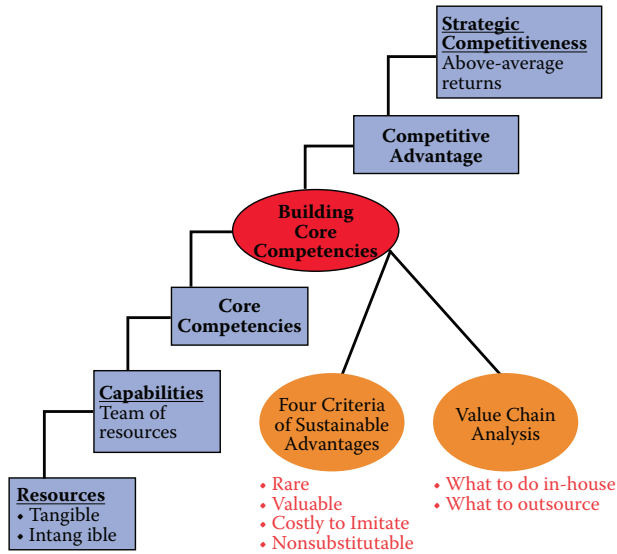 Strategic
Competitiveness
Above-average
returns
Competitive
Advantage
Building
Core
Competencies
Core
Competencies
Capabilities
Team of
resources
Resources
• Tangible
• Intang ible
Four Criteria
of Sustainable
Advantages
• Rare
• Valuable
• Costly to Imitate
• Nonsubstitutable
Value Chain
Analysis
• What to do in-house
• What to outsource